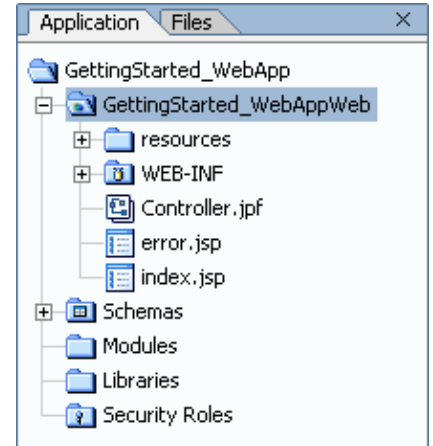 Application Files
GettingStarted_WebApp
GettingStarted_WebAppWeb
resources
WEB-INF
Controller.jpf
error.jsp
index.jsp
Schemas
Modules
Libraries
Security Roles